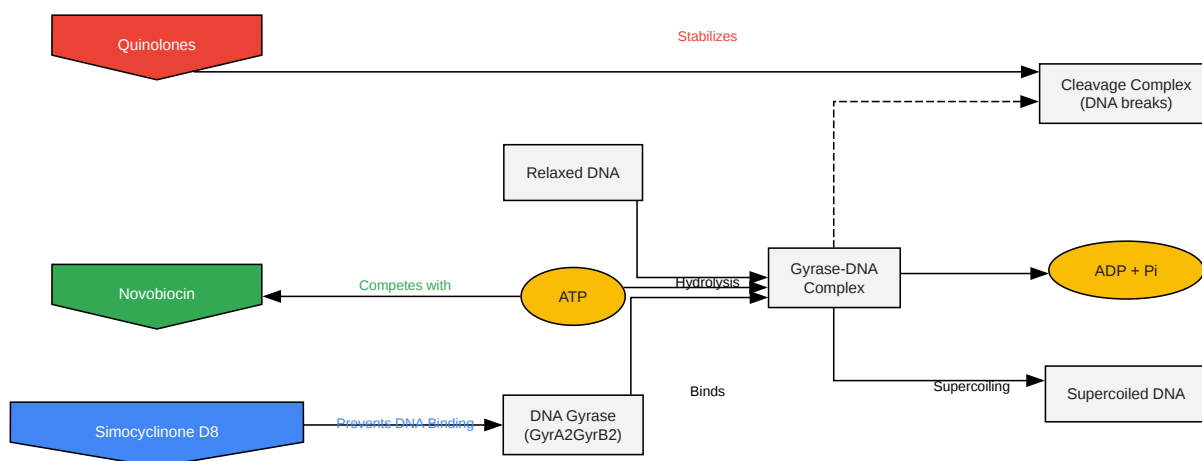 Stabilizes
Quinolones
Cleavage Complex
(DNA breaks)
Relaxed DNA
Gyrase-DNA
Complex
ADP + Pi
Hydrolysis
Novobiocin
Competes with
ATP
Binds
Supercoiling
Supercoiled DNA
Simocyclinone D8
Prevents DNA Binding
DNA Gyrase
(GyrA2GyrB2)